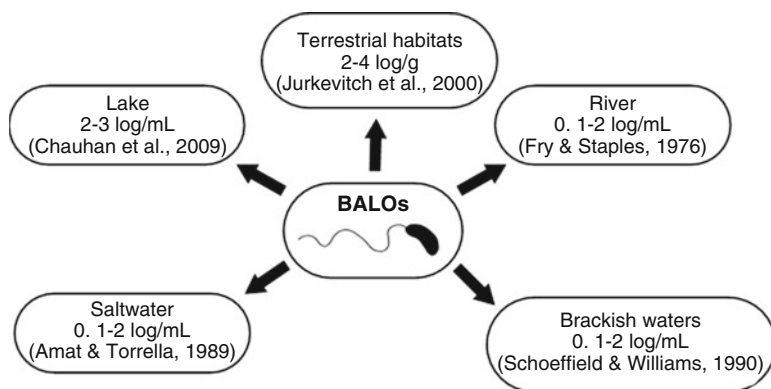 Terrestrial habitats
2-4 log/g
(Jurkevitch et al., 2000)
Lake
2-3 log/mL
(Chauhan et al., 2009)
River
0. 1-2 log/mL
(Fry & Staples, 1976)
BALOs
Saltwater
0. 1-2 log/mL
(Amat & Torrella, 1989)
Brackish waters
0. 1-2 log/mL
(Schoeffield & Williams, 1990)